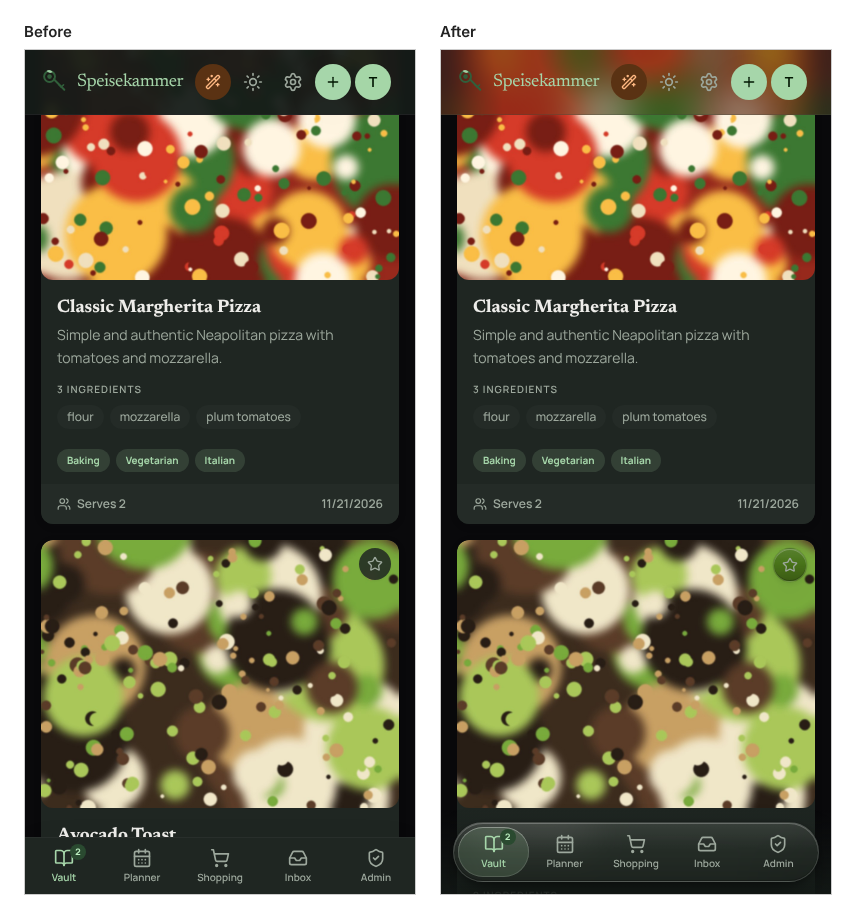 Before
Speisekammer
T
Classic Margherita Pizza
Simple and authentic Neapolitan pizza with
tomatoes and mozzarella.
3 INGREDIENTS
flour mozzarella plum tomatoes
Baking Vegetarian Italian
Serves 2 11/21/2026
Avocado Toast
2
Vault Planner Shopping Inbox Admin
After
Speisekammer
T
Classic Margherita Pizza
Simple and authentic Neapolitan pizza with
tomatoes and mozzarella.
3 INGREDIENTS
flour mozzarella plum tomatoes
Baking Vegetarian Italian
Serves 2 11/21/2026
2
Vault Planner Shopping Inbox Admin